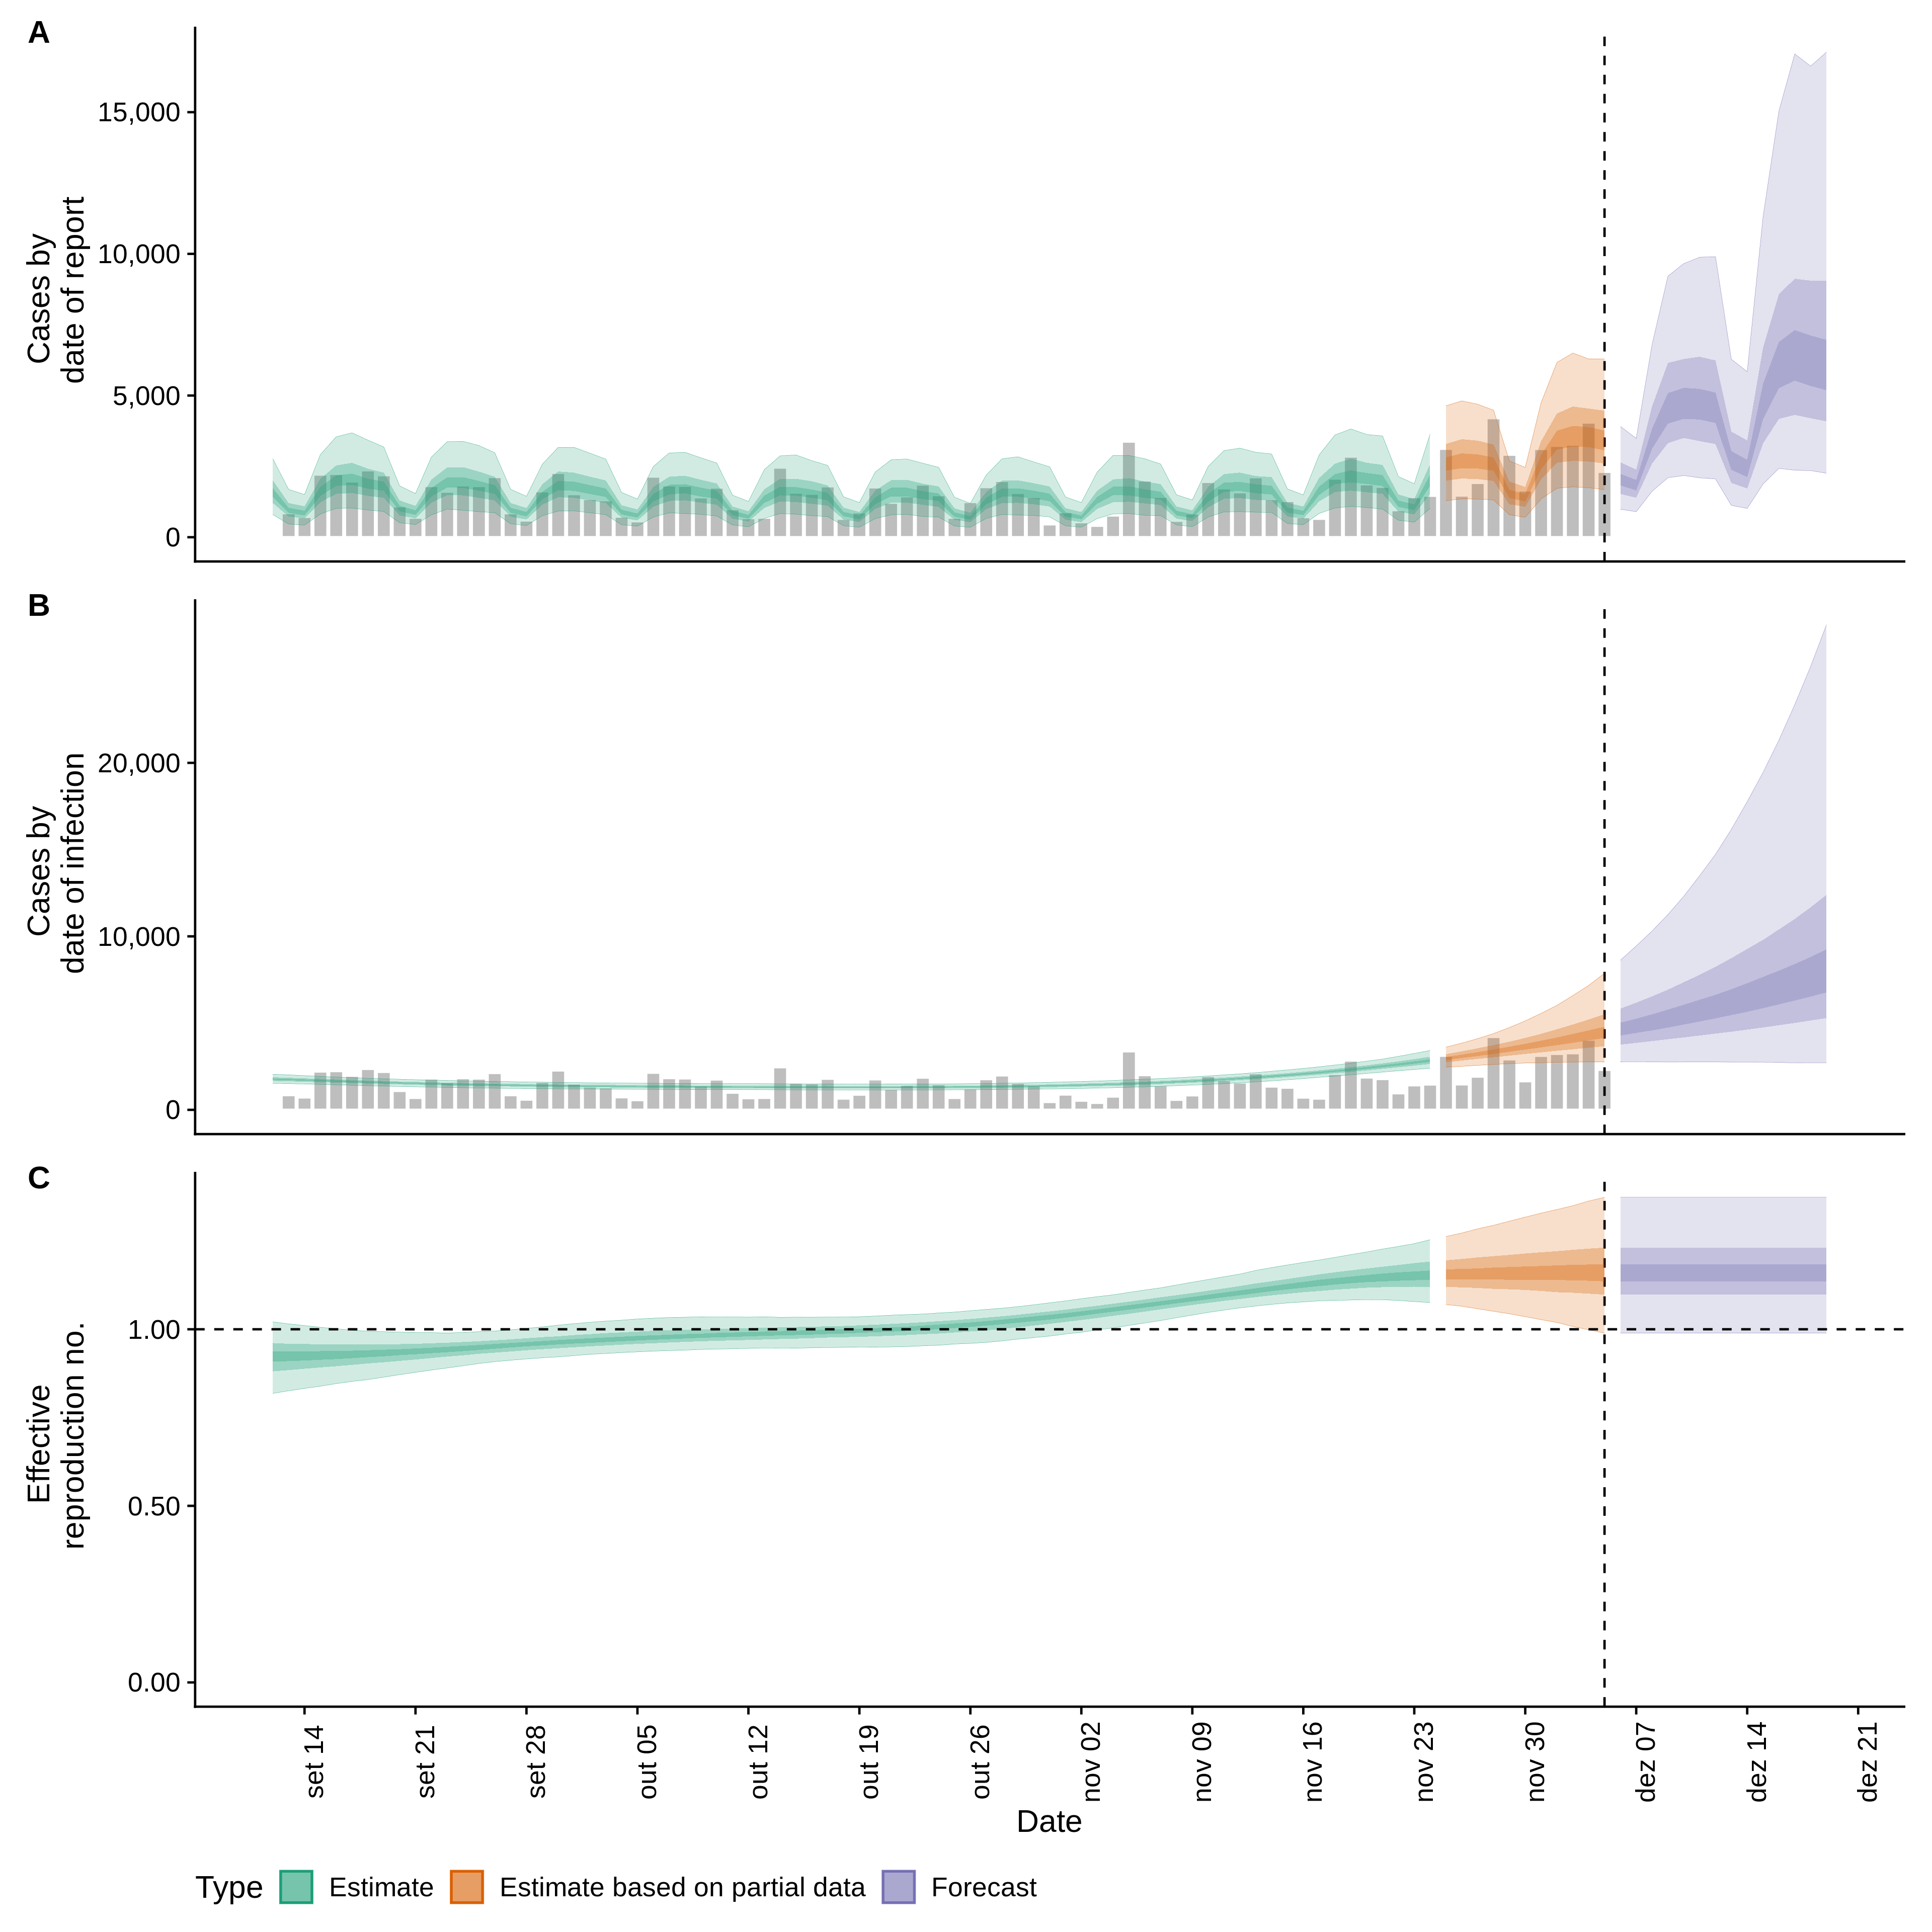 A
Cases by
date of report
15,000
10,000
5,000
0
B
Cases by
date of infection
20,000
10,000
0
C
Effective
reproduction no.
1.00
0.50
0.00
set 14
set 21
set 28
out 05
out 12
out 19
out 26
nov 02
nov 09
nov 16
nov 23
nov 30
dez 07
dez 14
dez 21
Date
Type Estimate Estimate based on partial data Forecast